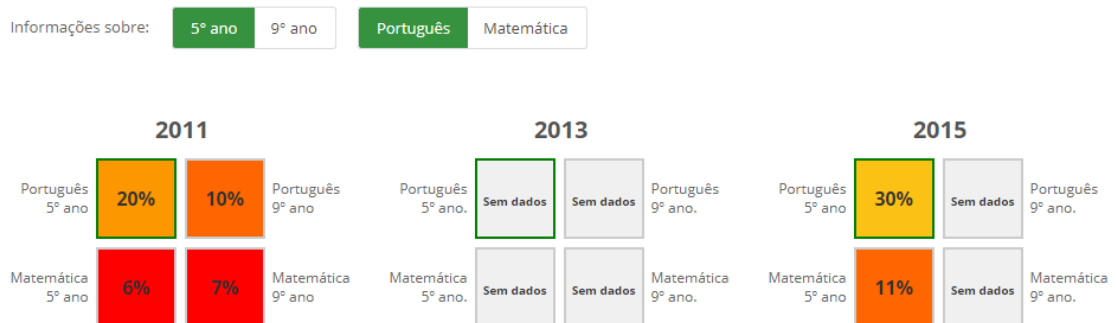 Informações sobre: 5º ano 9º ano Português Matemática
2011 2013 2015
Português 5º ano 20% 10% Português 9º ano
Português 5º ano. Sem dados Sem dados Português 9º ano.
Português 5º ano 30% Sem dados Português 9º ano.
Matemática 5º ano 6% 7% Matemática 9º ano
Matemática 5º ano. Sem dados Sem dados Matemática 9º ano.
Matemática 5º ano 11% Sem dados Matemática 9º ano.